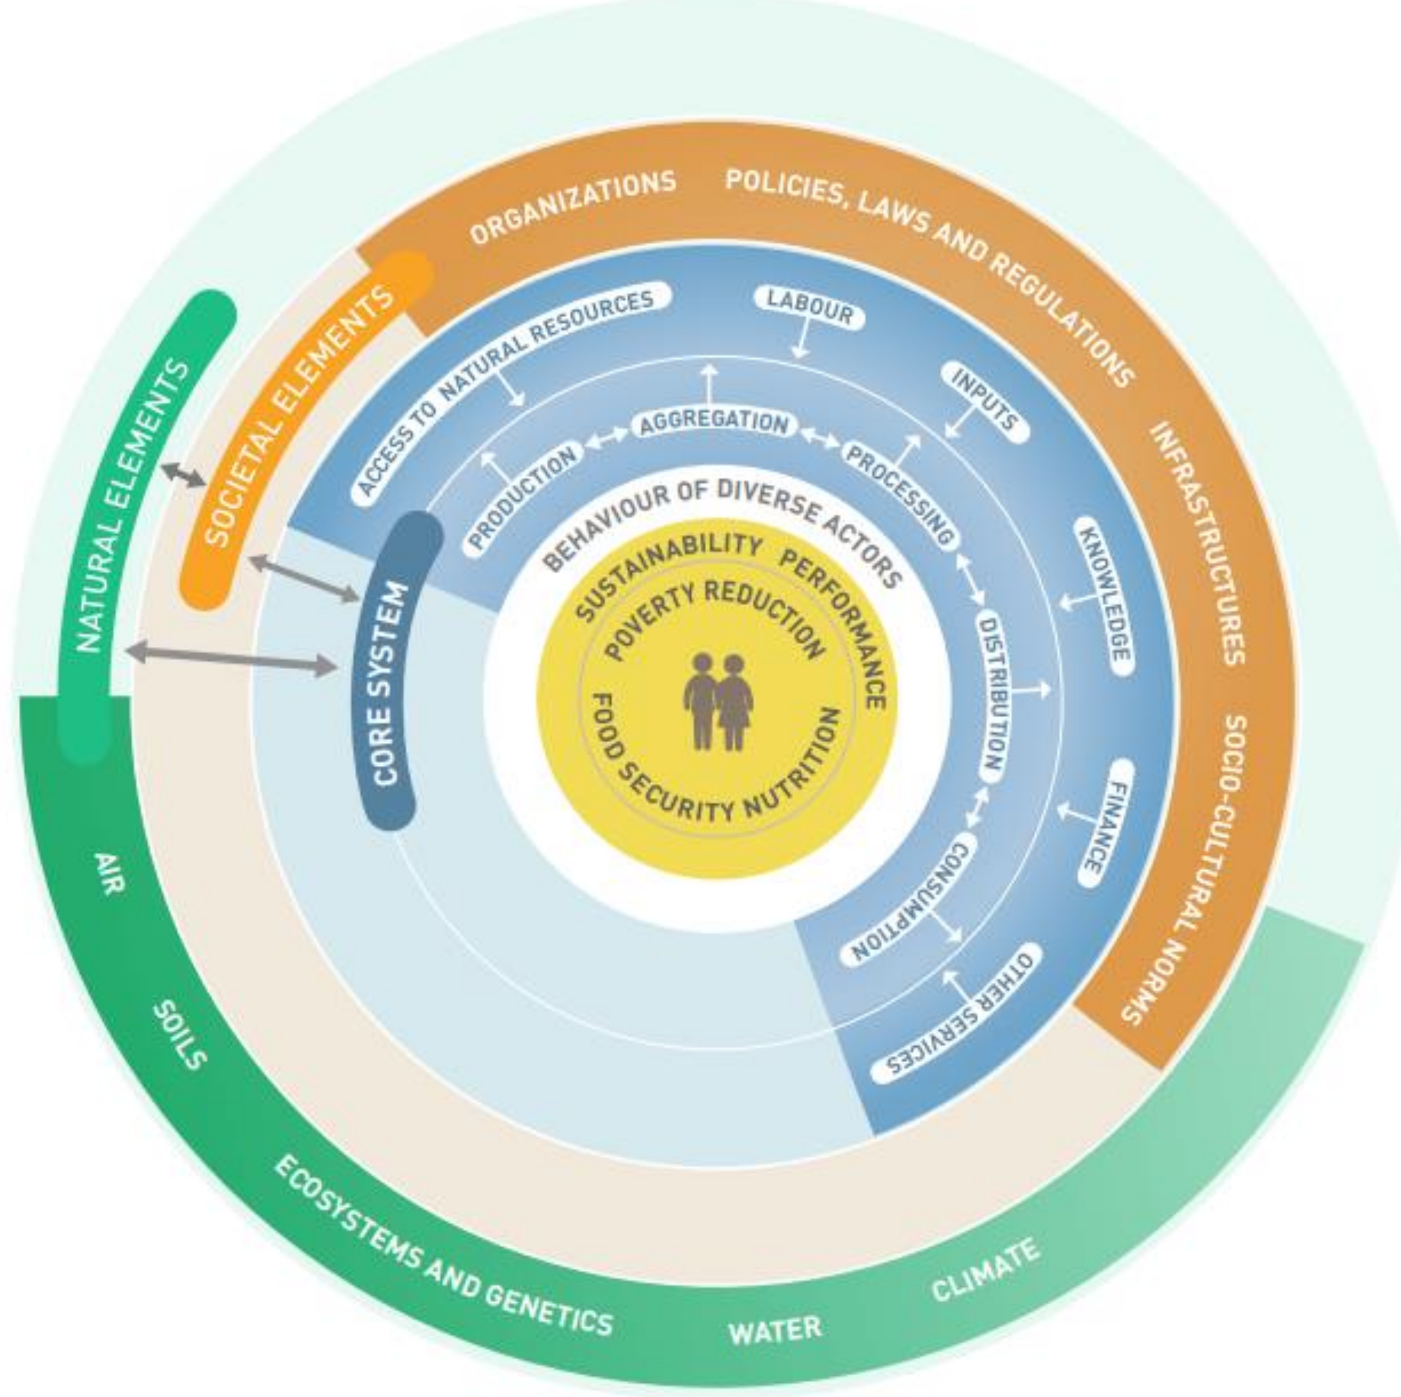 NATURAL ELEMENTS
SOCIETAL ELEMENTS
CORE SYSTEM
ORGANIZATIONS
POLICIES, LAWS AND REGULATIONS
INFRASTRUCTURES
SOCIO-CULTURAL NORMS
ACCESS TO NATURAL RESOURCES
LABOUR
INPUTS
KNOWLEDGE
FINANCE
OTHER SERVICES
PRODUCTION
AGGREGATION
PROCESSING
DISTRIBUTION
CONSUMPTION
BEHAVIOUR OF DIVERSE ACTORS
SUSTAINABILITY PERFORMANCE
POVERTY REDUCTION
FOOD SECURITY NUTRITION
AIR
SOILS
ECOSYSTEMS AND GENETICS
WATER
CLIMATE